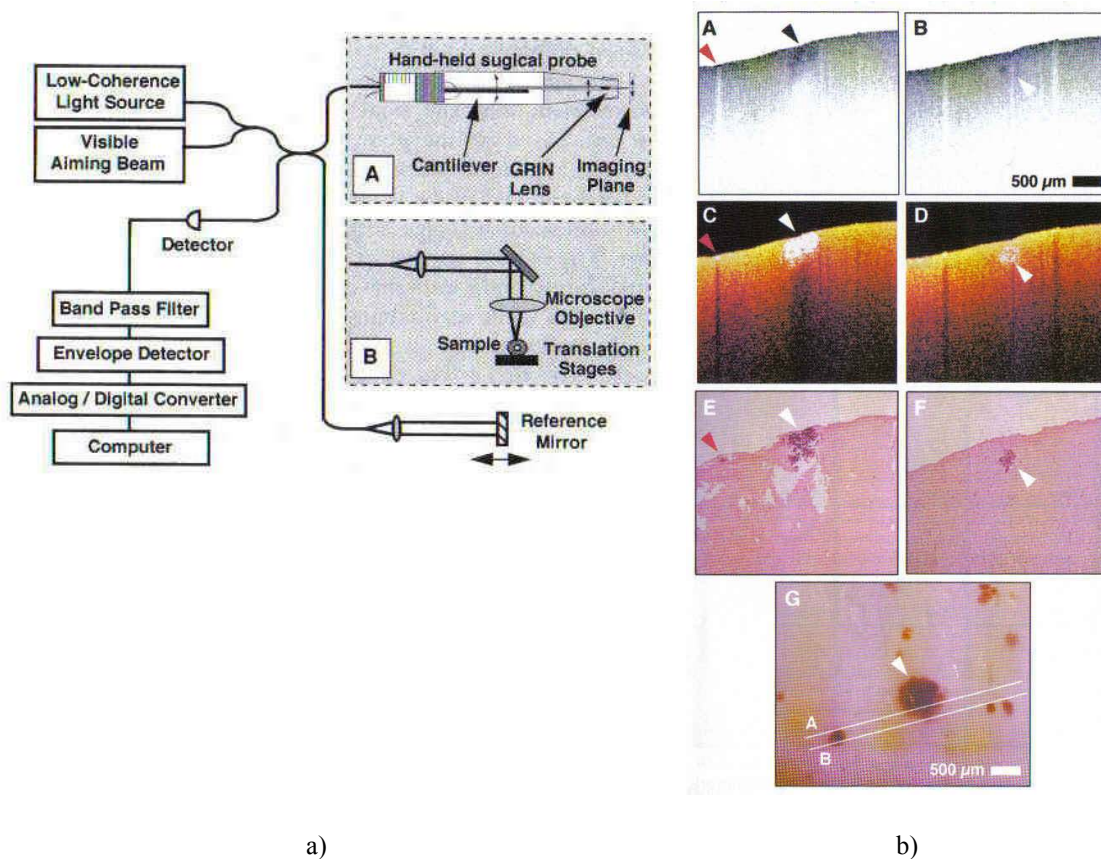 Low-Coherence
Light Source
Visible
Aiming Beam
Detector
Band Pass Filter
Envelope Detector
Analog / Digital Converter
Computer
Hand-held sugical probe
Cantilever
GRIN
Lens
Imaging
Plane
A
Microscope
Objective
Sample
Translation
Stages
B
Reference
Mirror
A
B
500 µm
C
D
E
F
G
A
B
500 µm
a)
b)